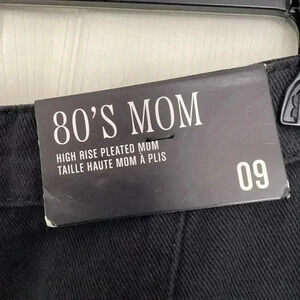 80'S MOM
HIGH RISE PLEATED MOM
TAILLE HAUTE MOM À PLIS
09